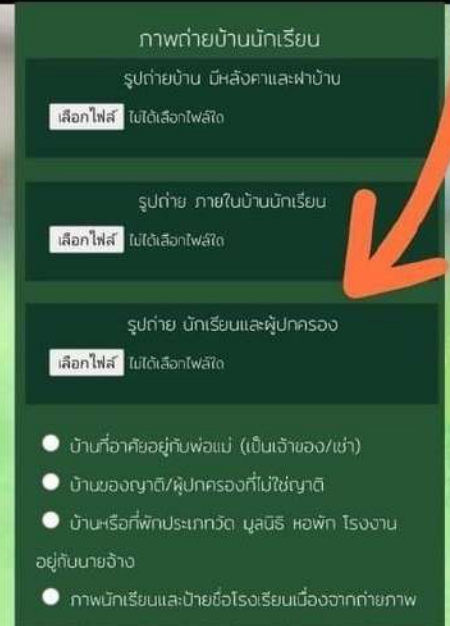 ภาพถ่ายบ้านนักเรียน
รูปถ่ายบ้าน มีหลังคาและฝาบ้าน
เลือกไฟล์ ไม่ได้เลือกไฟล์ใด
รูปถ่าย ภายในบ้านนักเรียน
เลือกไฟล์ ไม่ได้เลือกไฟล์ใด
รูปถ่าย นักเรียนและผู้ปกครอง
เลือกไฟล์ ไม่ได้เลือกไฟล์ใด
บ้านที่อาศัยอยู่กับพ่อแม่ (เป็นเจ้าของ/เช่า)
บ้านของญาติ/ผู้ปกครองที่ไม่ใช่ญาติ
บ้านหรือที่พักประเภทวัด มูลนิธิ หอพัก โรงงาน
อยู่กับนายจ้าง
ภาพนักเรียนและป้ายชื่อโรงเรียนเนื่องจากถ่ายภาพ